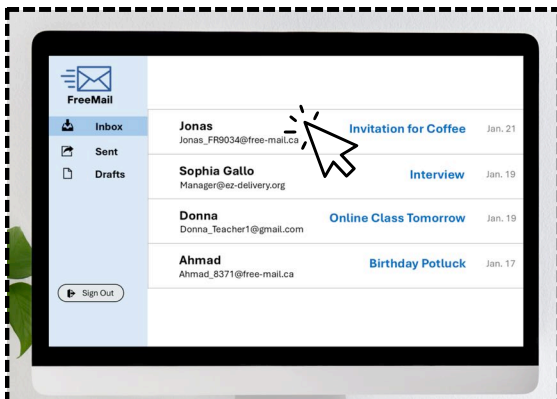 FreeMail
Inbox
Sent
Drafts
Sign Out
Jonas Invitation for Coffee Jan. 21
Jonas_FR9034@free-mail.ca
Sophia Gallo Interview Jan. 19
Manager@ez-delivery.org
Donna Online Class Tomorrow Jan. 19
Donna_Teacher1@gmail.com
Ahmad Birthday Potluck Jan. 17
Ahmad_8371@free-mail.ca